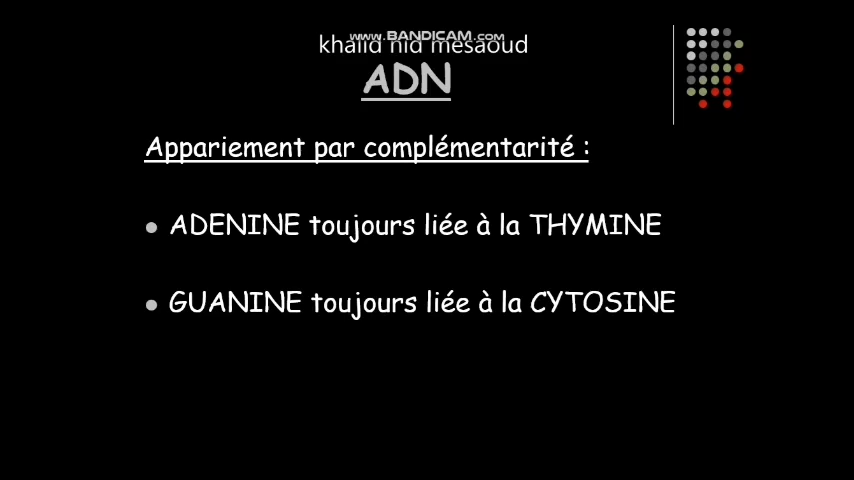 www.BANDICAM.com
khalid nid mesaoud
ADN
Appariement par complémentarité :
• ADENINE toujours liée à la THYMINE
• GUANINE toujours liée à la CYTOSINE